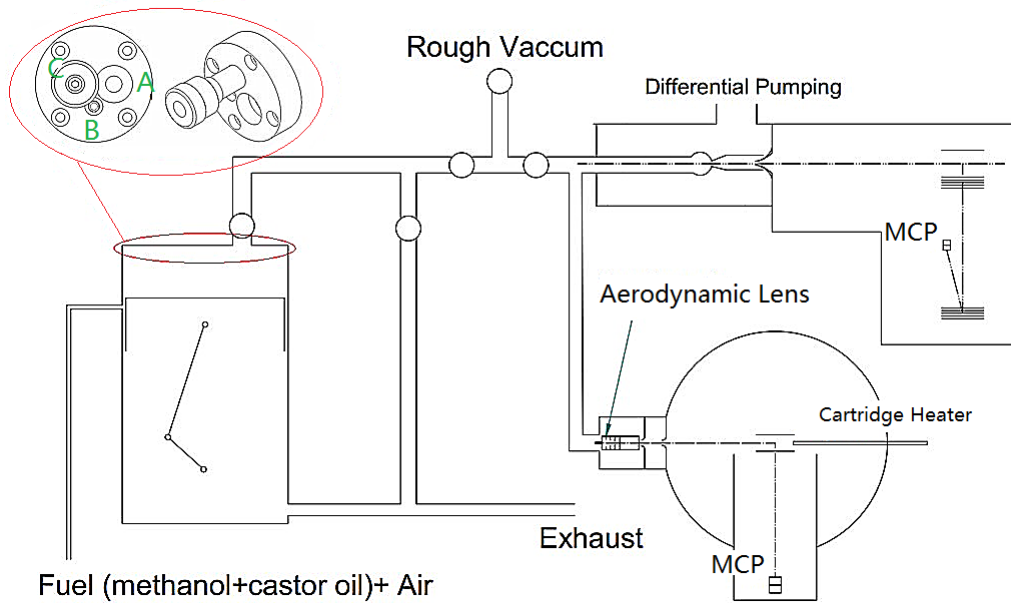 Rough Vaccum
Differential Pumping
C
A
B
MCP
Aerodynamic Lens
Cartridge Heater
Exhaust
MCP
Fuel (methanol+castor oil)+ Air